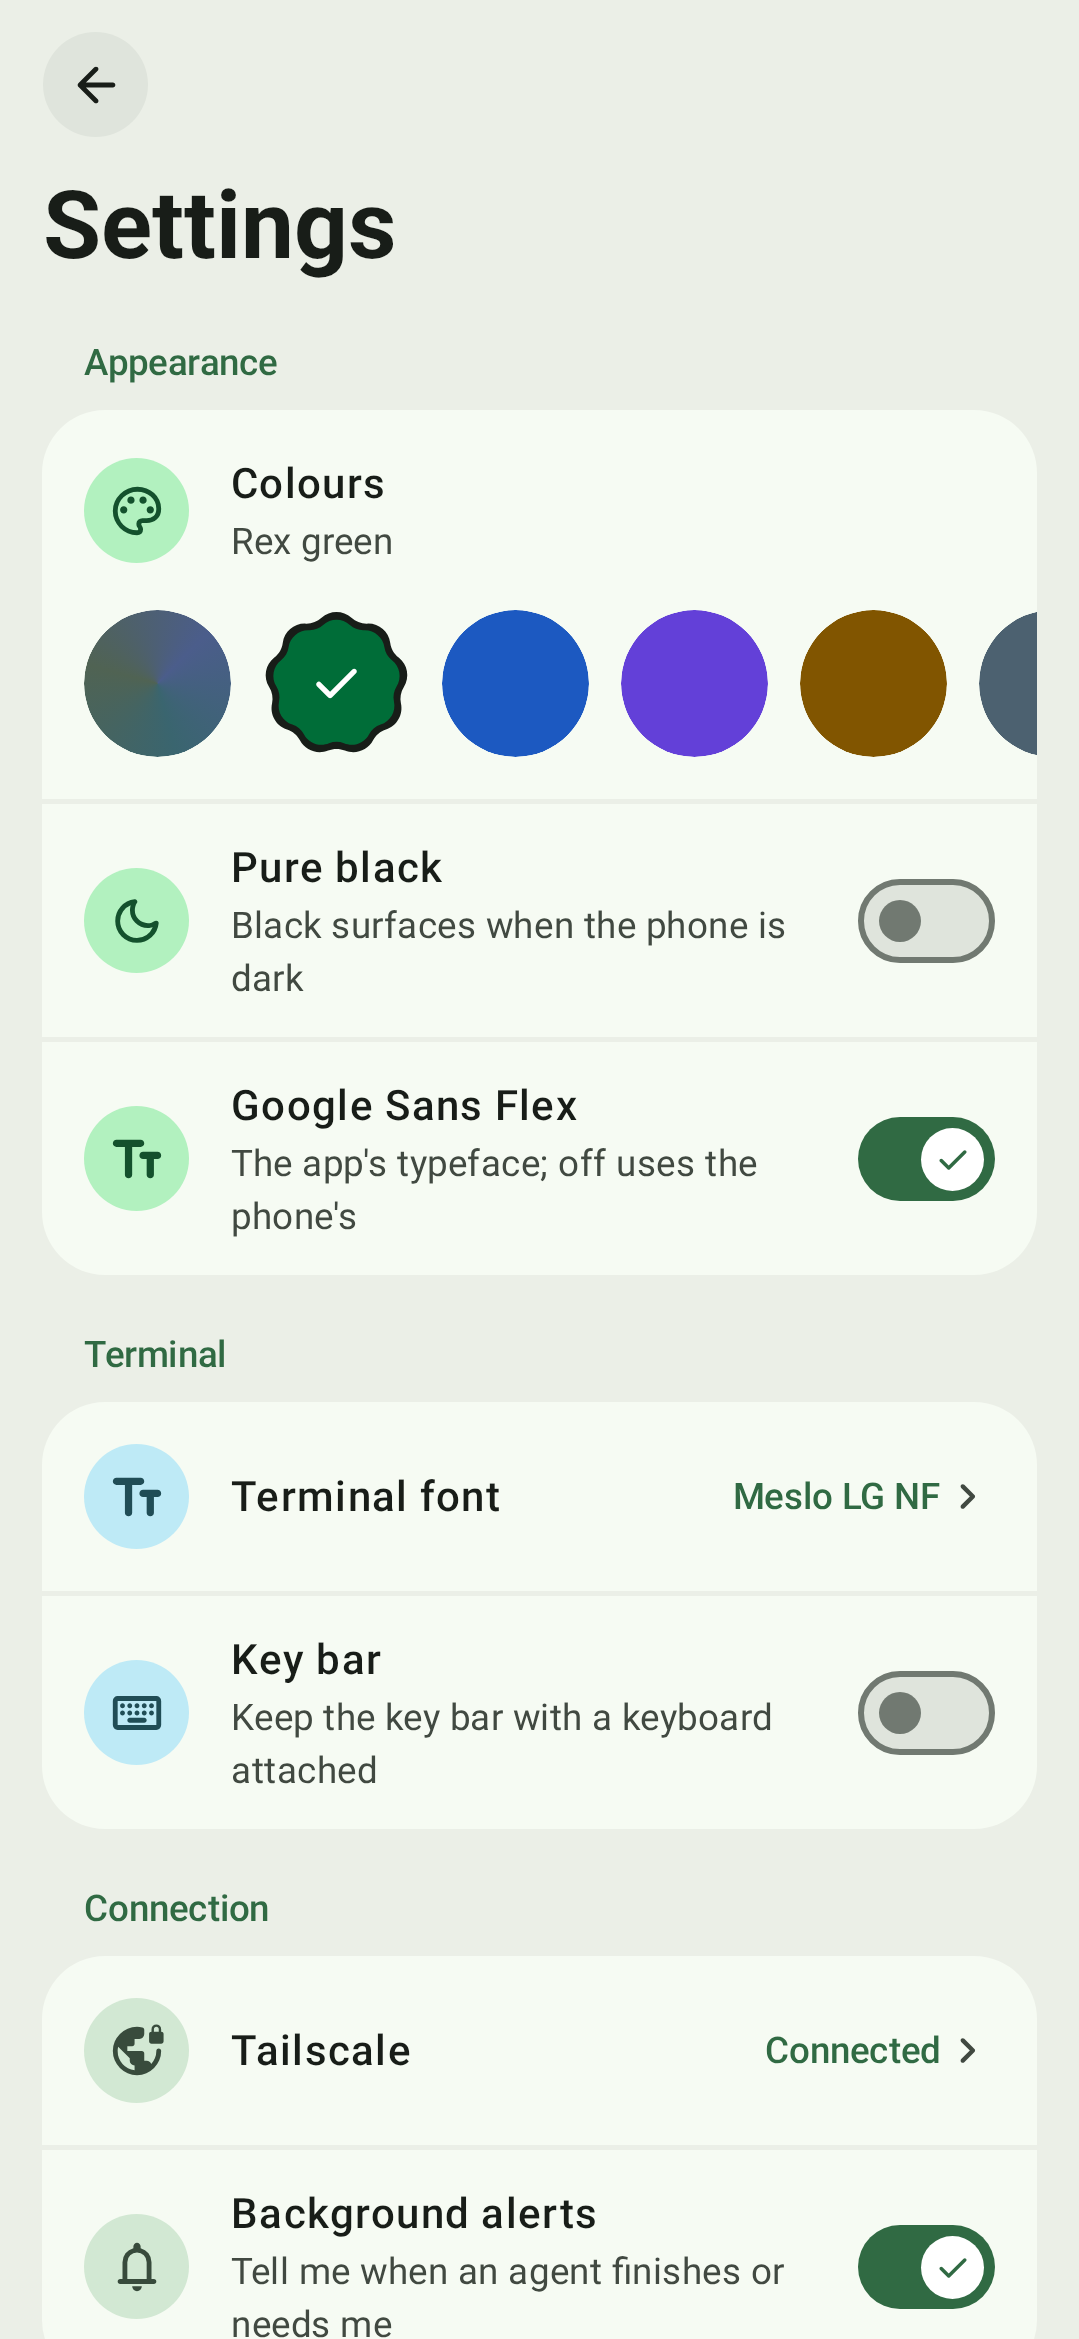 Settings
Appearance
Colours
Rex green
Pure black
Black surfaces when the phone is
dark
Google Sans Flex
The app's typeface; off uses the
phone's
Terminal
Terminal font
Meslo LG NF
Key bar
Keep the key bar with a keyboard
attached
Connection
Tailscale
Connected
Background alerts
Tell me when an agent finishes or
needs me